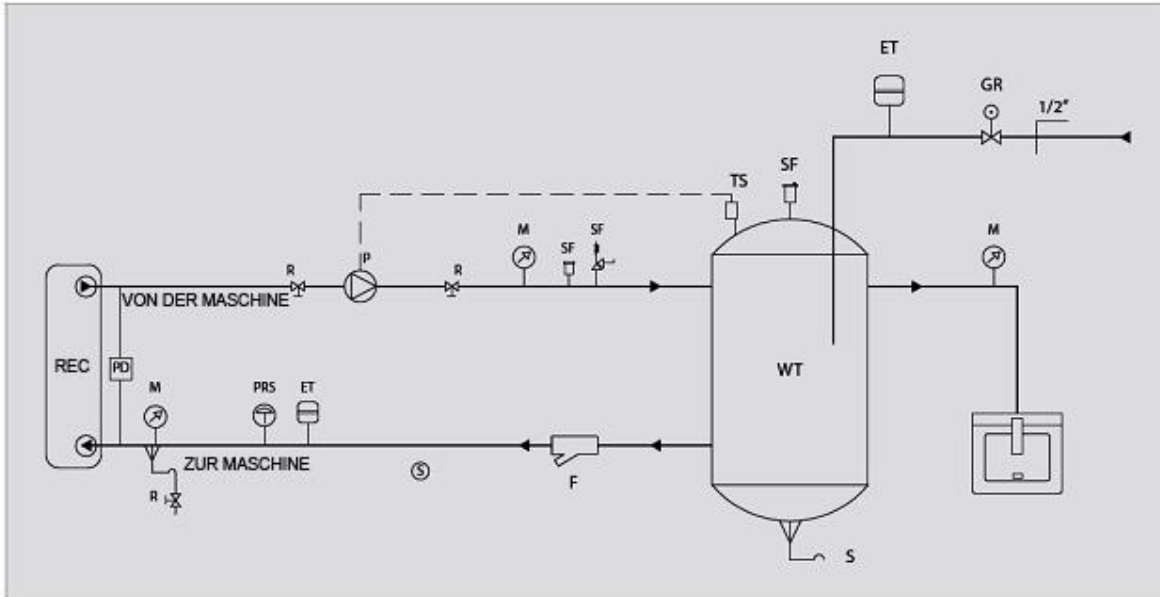 ET
GR
1/2"
TS
SF
M
SF
SF
M
R
P
R
VON DER MASCHINE
REC
PD
WT
M
PRS
ET
ZUR MASCHINE
R
S
F
S